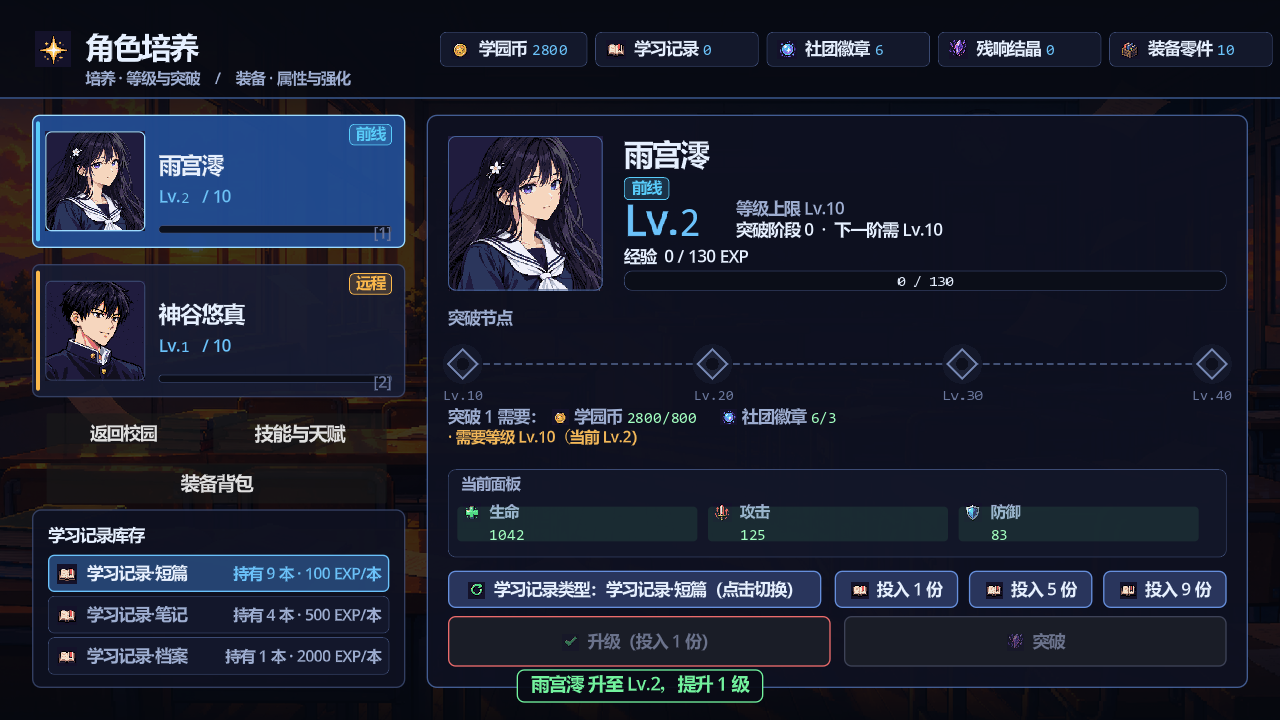 角色培养
培养 · 等级与突破 / 装备 · 属性与强化
学园币 2800
学习记录 0
社团徽章 6
残响结晶 0
装备零件 10
前线
雨宫澪
Lv.2 / 10
[1]
远程
神谷悠真
Lv.1 / 10
[2]
返回校园
技能与天赋
装备背包
学习记录库存
学习记录·短篇 持有 9 本 · 100 EXP/本
学习记录·笔记 持有 4 本 · 500 EXP/本
学习记录·档案 持有 1 本 · 2000 EXP/本
雨宫澪
前线
Lv.2
等级上限 Lv.10
突破阶段 0 · 下一阶需 Lv.10
经验 0 / 130 EXP
0 / 130
突破节点
Lv.10 Lv.20 Lv.30 Lv.40
突破 1 需要： 学园币 2800/800 社团徽章 6/3
· 需要等级 Lv.10（当前 Lv.2）
当前面板
生命 1042
攻击 125
防御 83
学习记录类型：学习记录·短篇（点击切换）
投入 1 份
投入 5 份
投入 9 份
升级（投入 1 份）
突破
雨宫澪 升至 Lv.2，提升 1 级